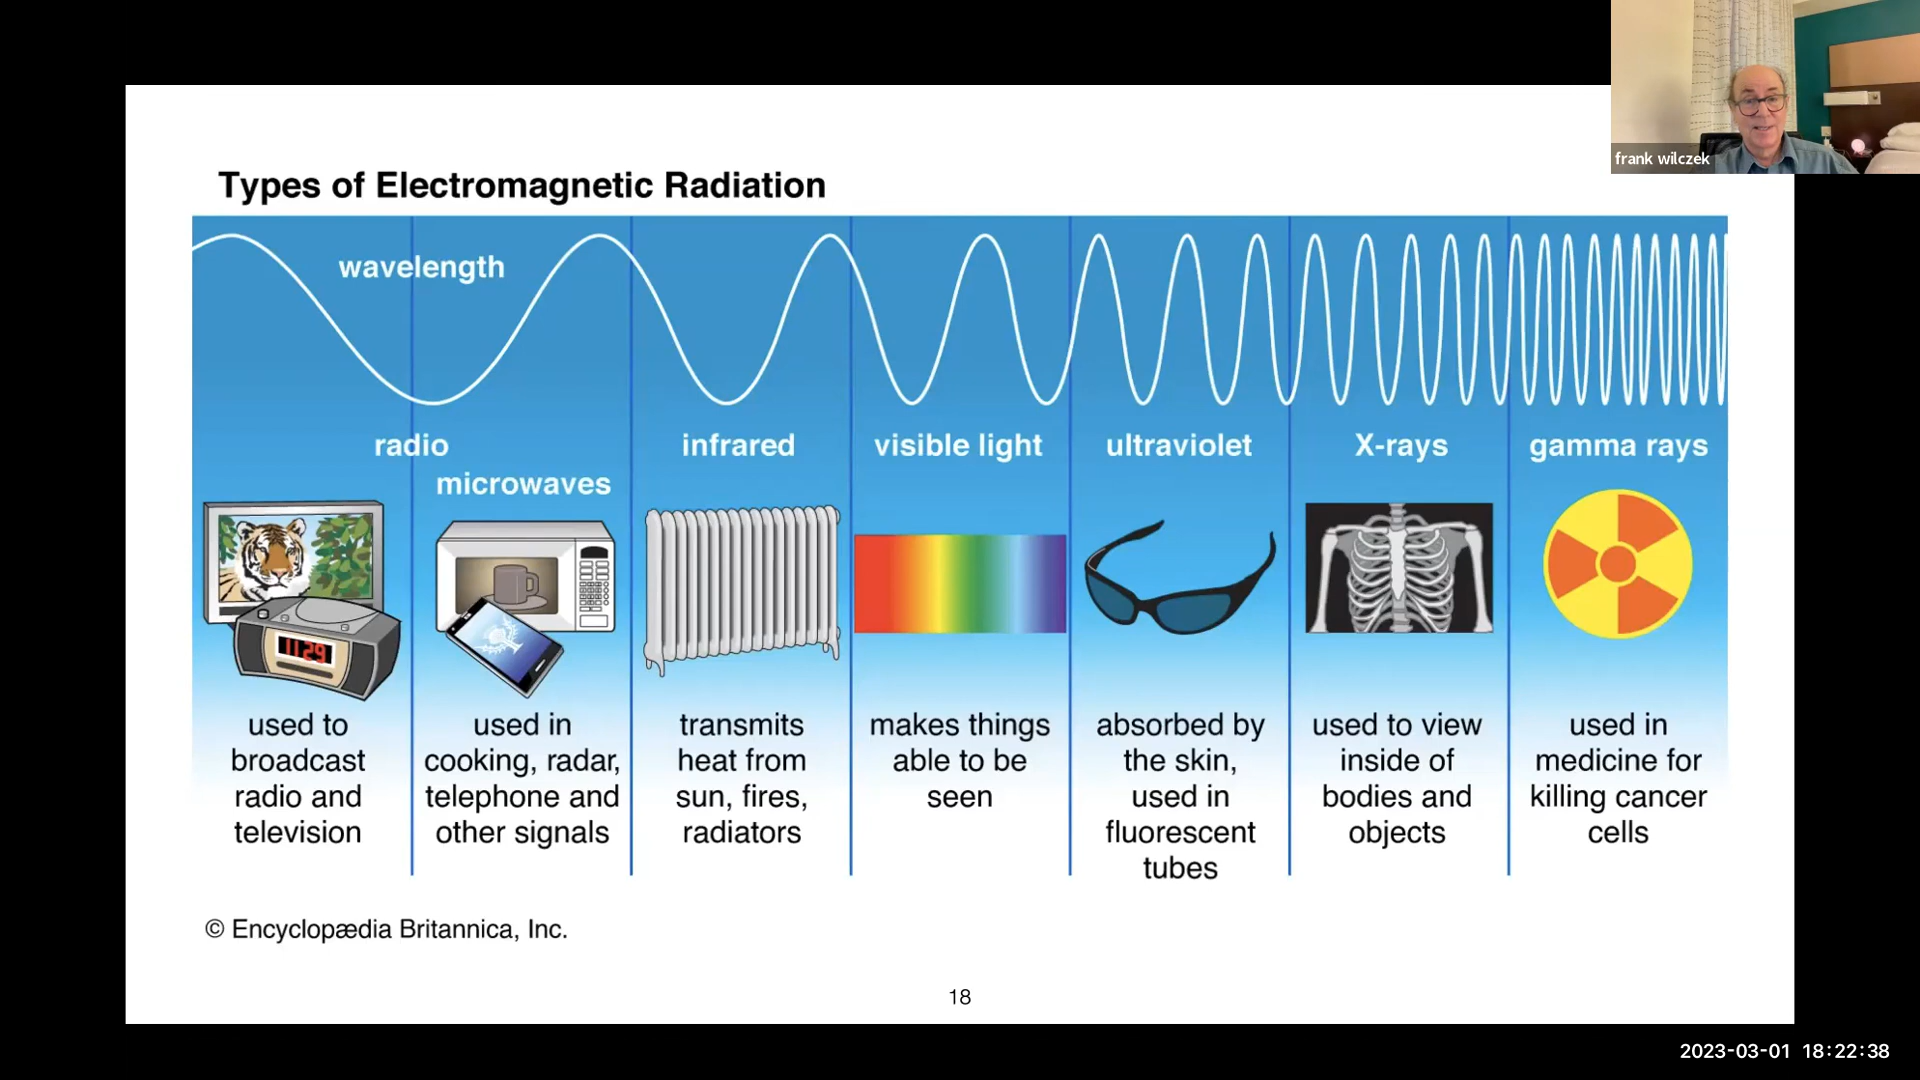 frank wilczek
Types of Electromagnetic Radiation
wavelength
radio
microwaves
infrared
visible light
ultraviolet
X-rays
gamma rays
11:29
used to
broadcast
radio and
television
used in
cooking, radar,
telephone and
other signals
transmits
heat from
sun, fires,
radiators
makes things
able to be
seen
absorbed by
the skin,
used in
fluorescent
tubes
used to view
inside of
bodies and
objects
used in
medicine for
killing cancer
cells
© Encyclopædia Britannica, Inc.
18
2023-03-01 18:22:38